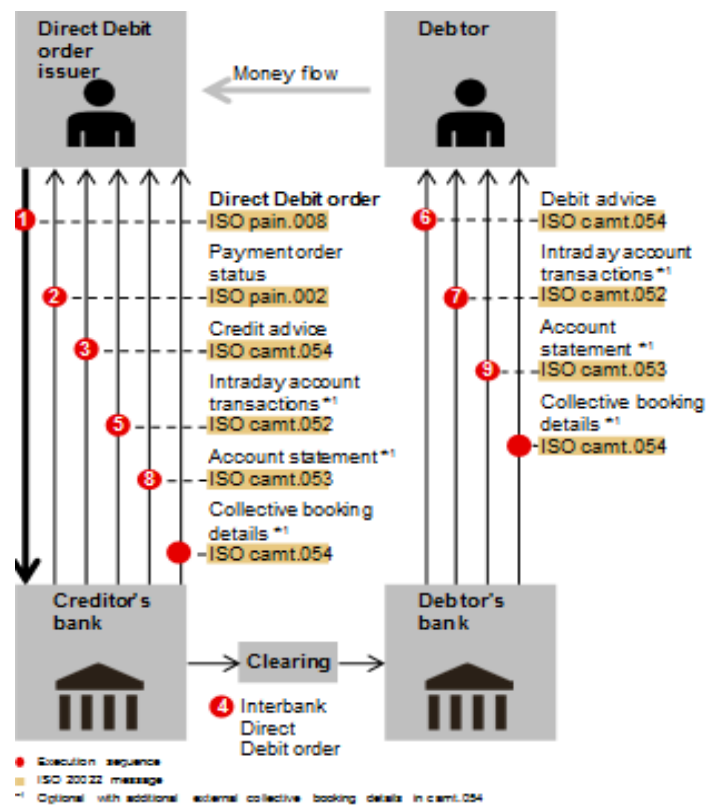 Direct Debit
order
issuer
Debtor
Money flow
1
Direct Debit order
ISO pain.008
2
Payment order
status
ISO pain.002
3
Credit advice
ISO camt.054
5
Intraday account
transactions *¹
ISO camt.052
8
Account statement *¹
ISO camt.053
Collective booking
details *¹
ISO camt.054
6
Debit advice
ISO camt.054
7
Intraday account
transactions *¹
ISO camt.052
9
Account
statement *¹
ISO camt.053
Collective booking
details *¹
ISO camt.054
Creditor's
bank
Clearing
Debtor's
bank
4 Interbank
Direct
Debit order
Execution sequence
ISO 20022 message
*¹ Optional with additional external collective booking details in camt.054